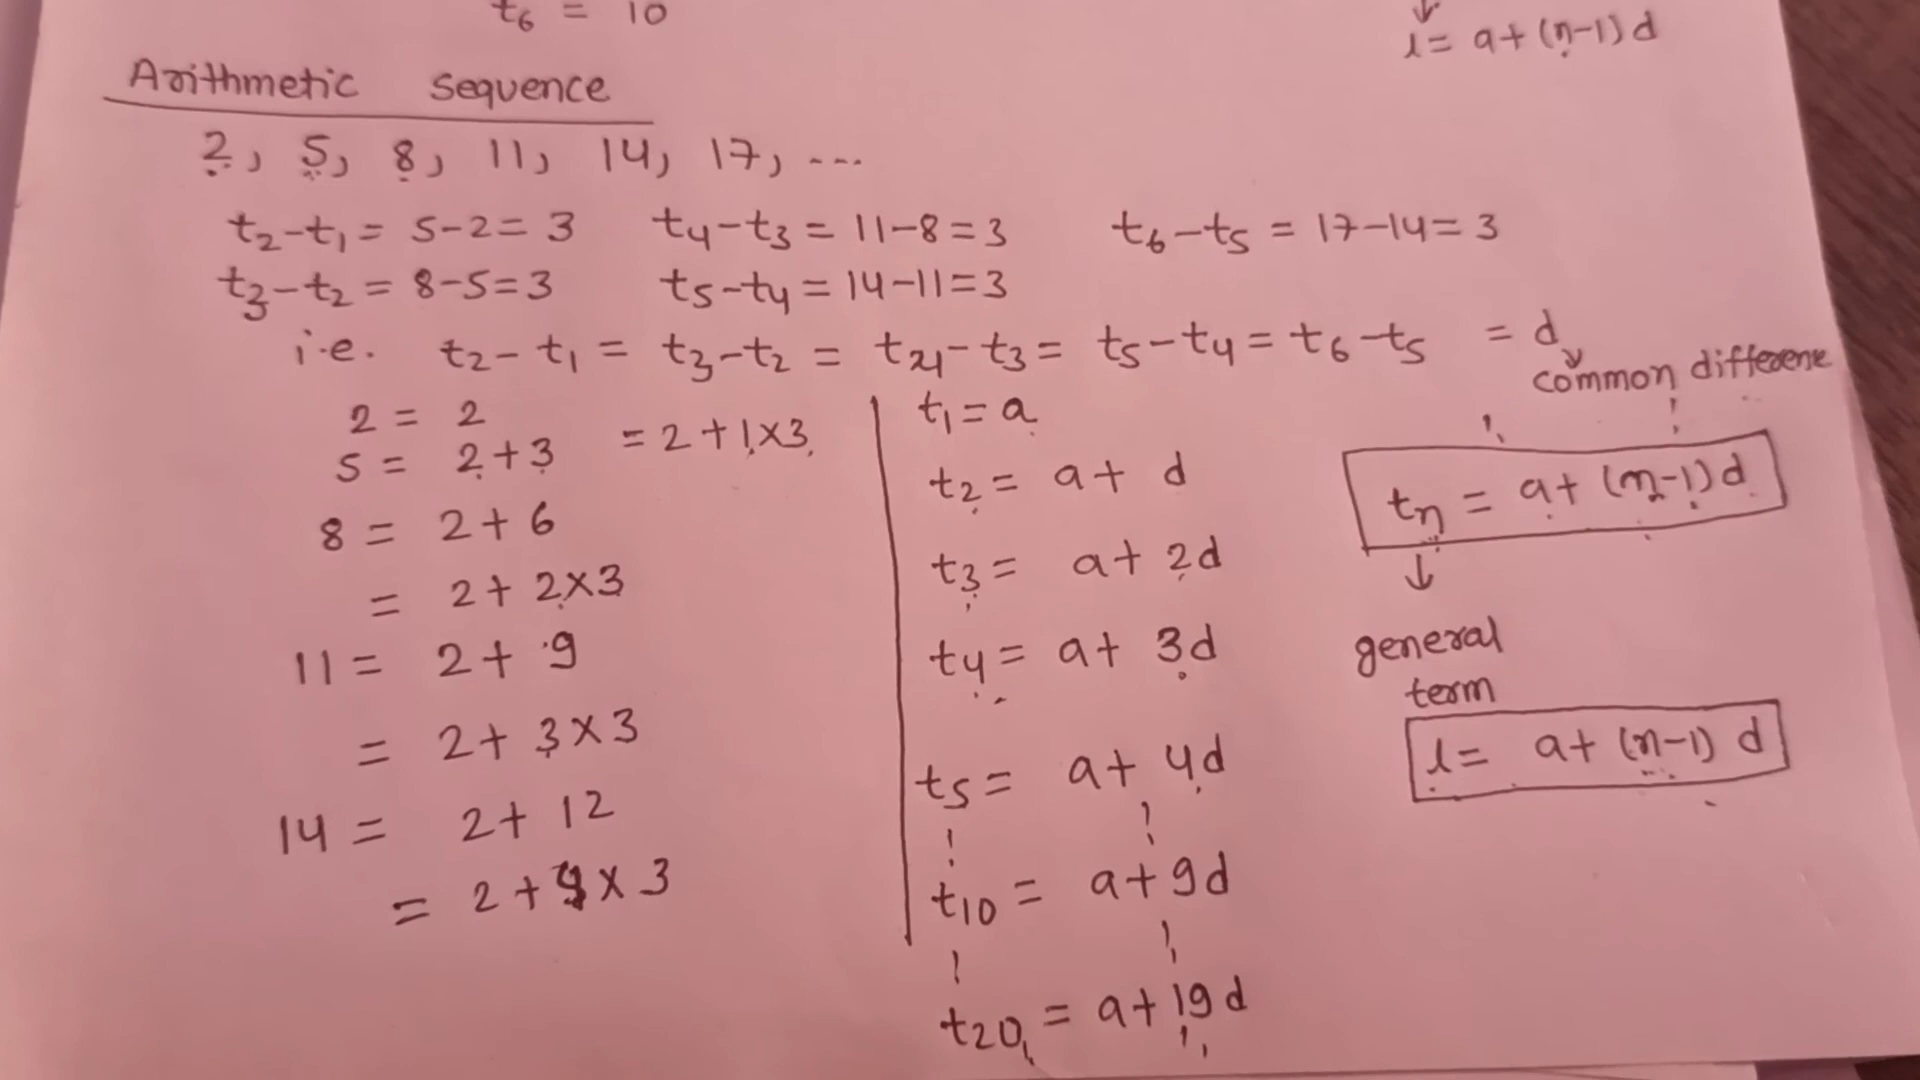 t6 = 10
l = a+(n-1)d
Arithmetic sequence
2, 5, 8, 11, 14, 17, ...
t2-t1 = 5-2 = 3 t4-t3 = 11-8 = 3 t6-t5 = 17-14 = 3
t3-t2 = 8-5 = 3 t5-t4 = 14-11 = 3
i.e. t2-t1 = t3-t2 = t4-t3 = t5-t4 = t6-t5 = d
common differene
2 = 2
5 = 2+3 = 2+1×3
8 = 2+6
= 2+2×3
11 = 2+9
= 2+3×3
14 = 2+12
= 2+4×3
t1 = a
t2 = a+d
t3 = a+2d
t4 = a+3d
t5 = a+4d
t10 = a+9d
t20 = a+19d
tn = a+(n-1)d
↓
general
term
l = a+(n-1)d